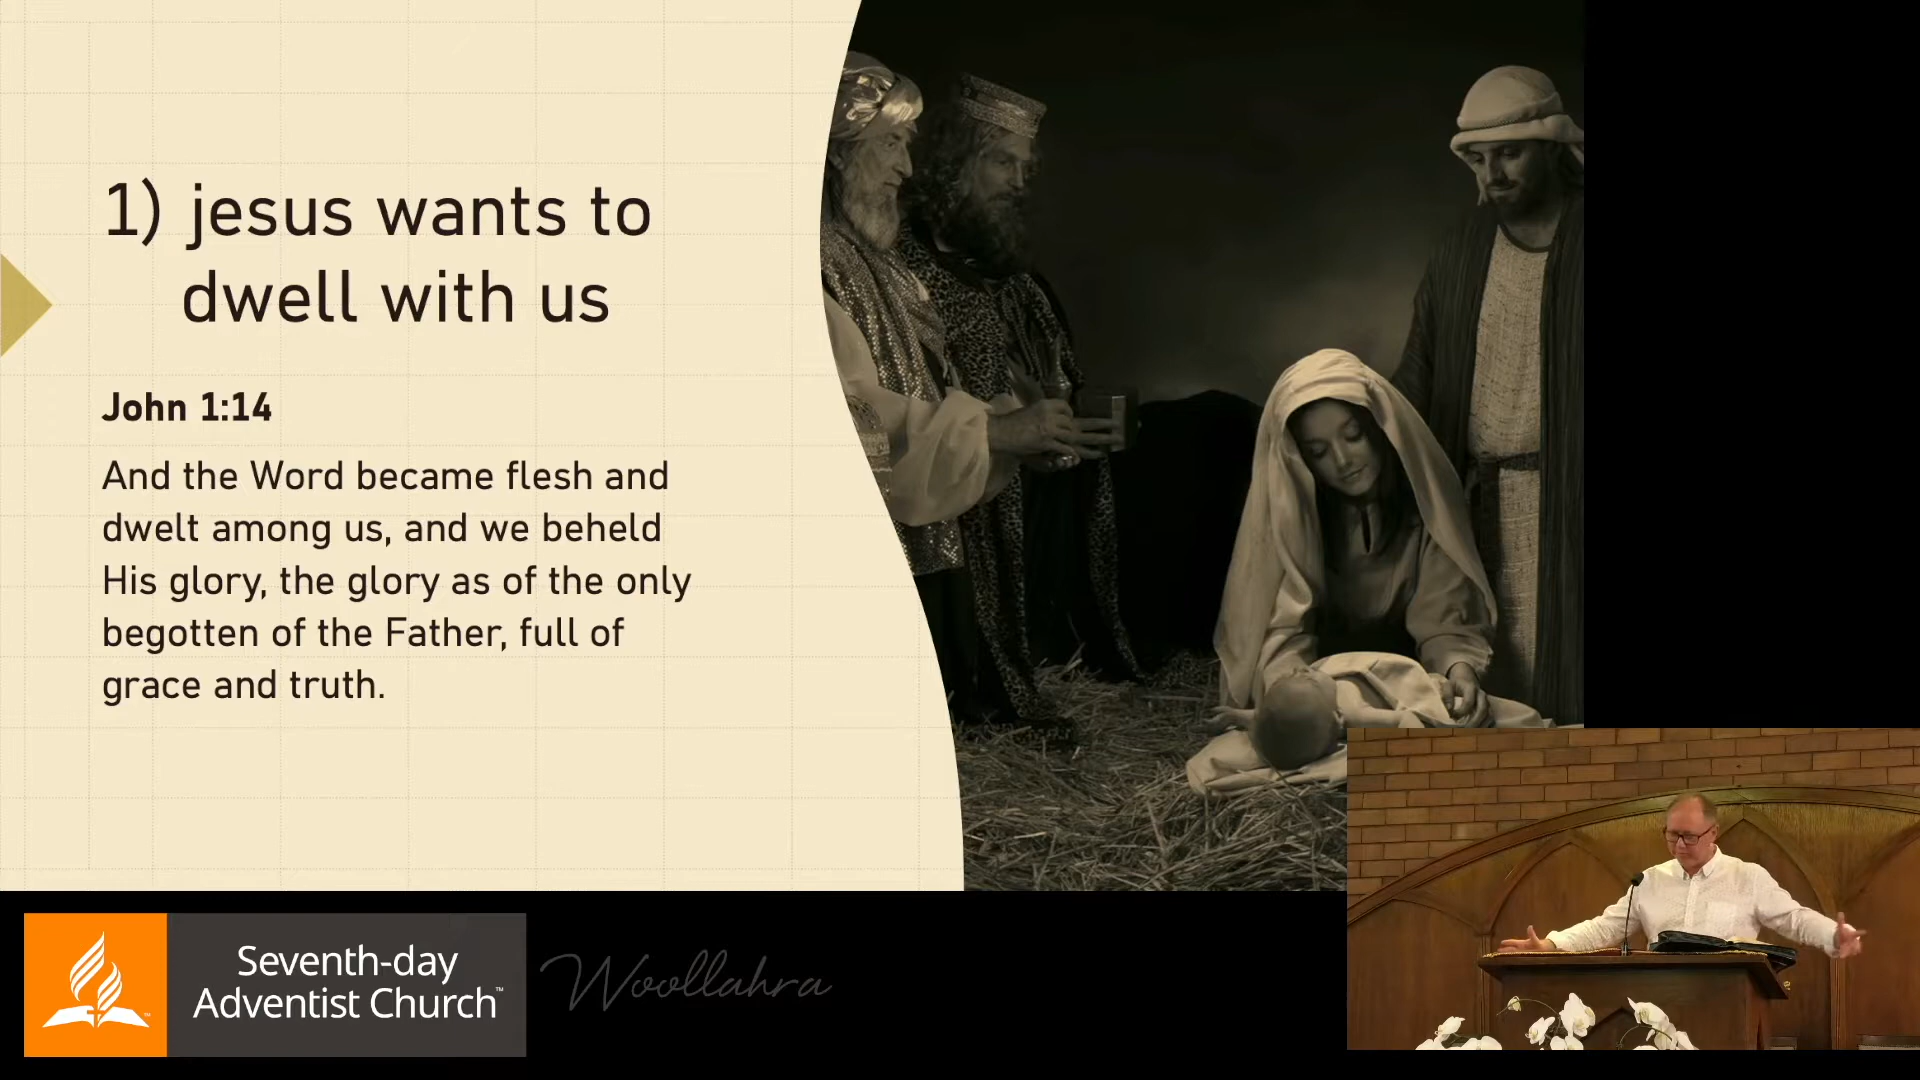 1) jesus wants to
dwell with us
John 1:14
And the Word became flesh and
dwelt among us, and we beheld
His glory, the glory as of the only
begotten of the Father, full of
grace and truth.
Seventh-day
Adventist Church™
Woollahra